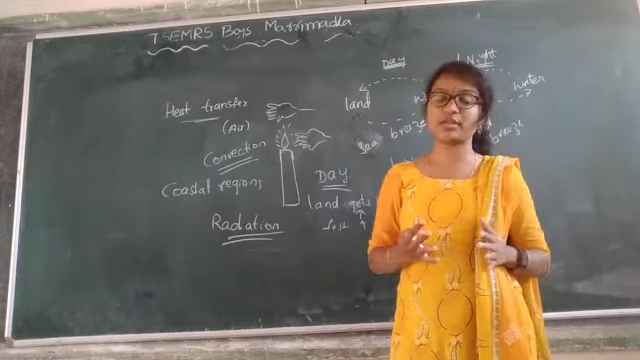 TSEMRS Boys, Marrimadla.
Heat transfer
(Air)
Convection
Coastal regions
Radiation
Day
land gets
Day
land
Sea
breeze
Night
water
breeze